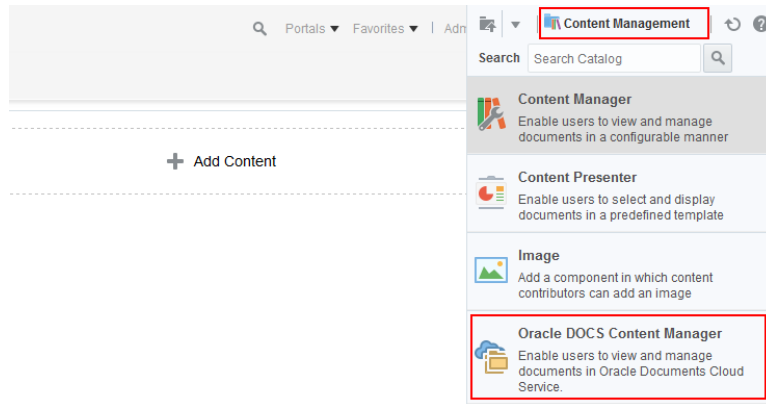 Portals Favorites Adm
Content Management
Search Search Catalog
Content Manager
Enable users to view and manage
documents in a configurable manner
Add Content
Content Presenter
Enable users to select and display
documents in a predefined template
Image
Add a component in which content
contributors can add an image
Oracle DOCS Content Manager
Enable users to view and manage
documents in Oracle Documents Cloud
Service.